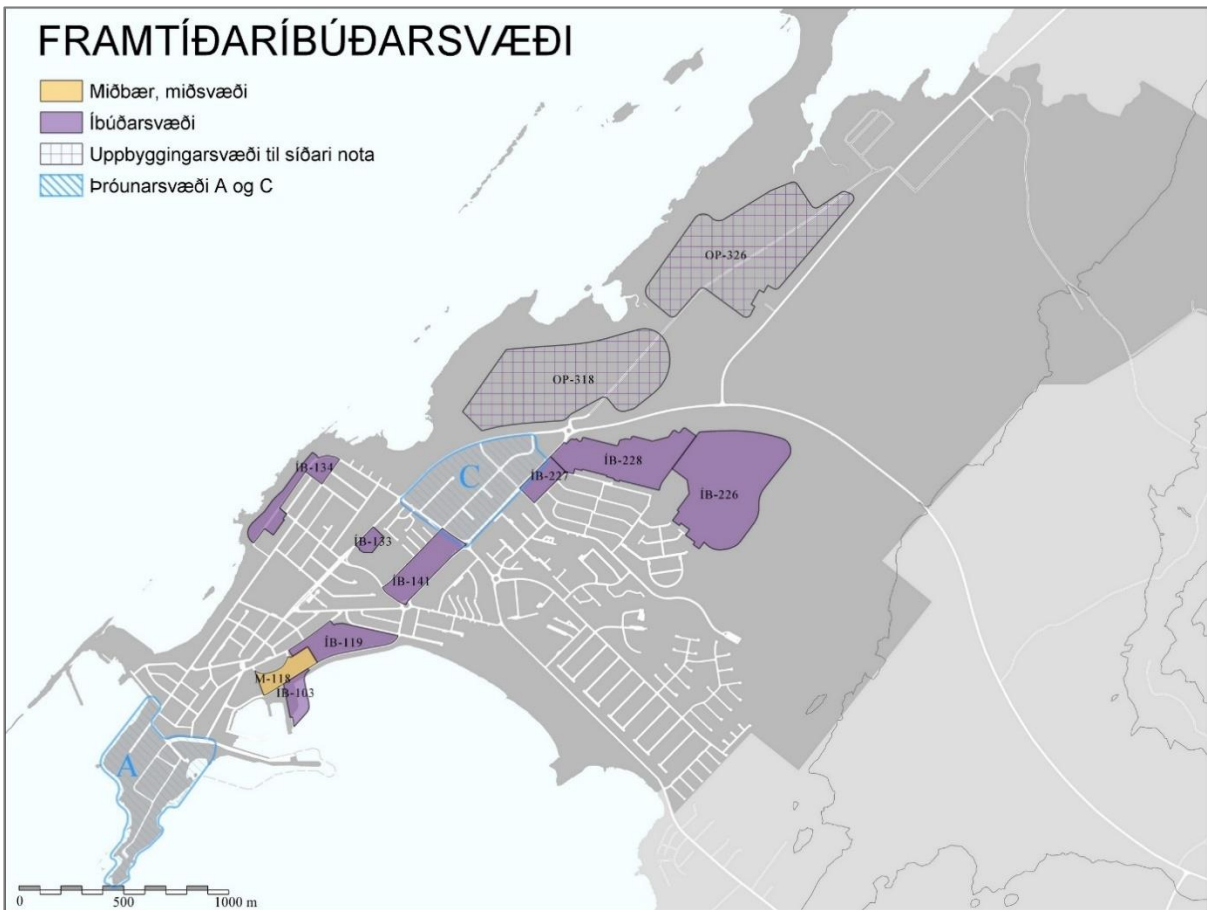 FRAMTÍÐARÍBÚÐARSVÆÐI
Miðbær, miðsvæði
Íbúðarsvæði
Uppbyggingarsvæði til síðari nota
Þróunarsvæði A og C
OP-326
OP-318
ÍB-134
C
ÍB-227
ÍB-228
ÍB-226
ÍB-133
ÍB-141
ÍB-119
M-118
ÍB-103
A
0 500 1000 m